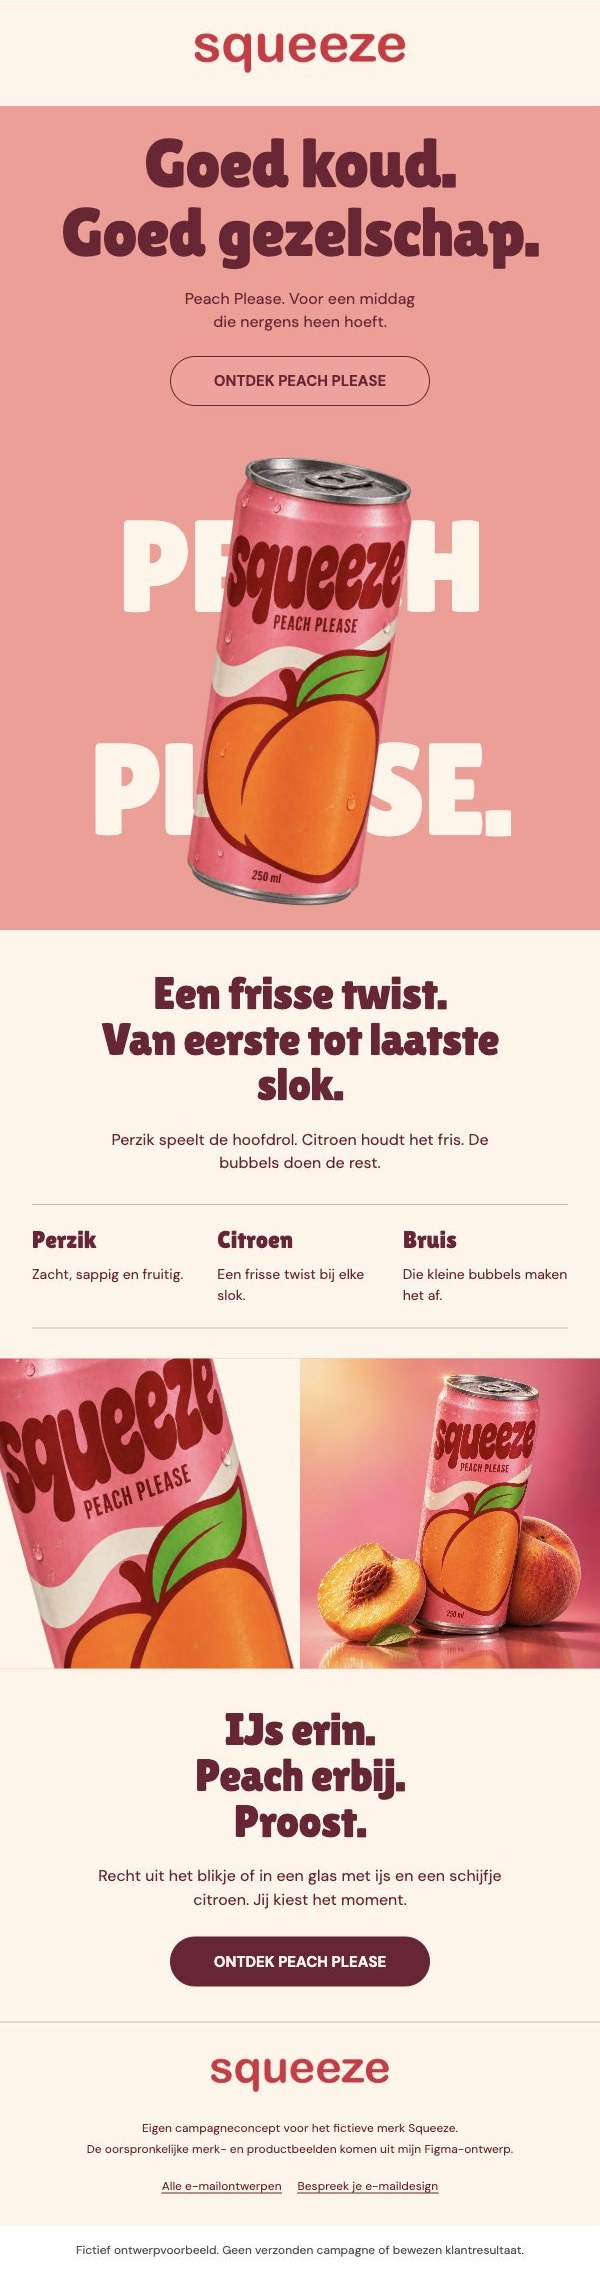 squeeze
Goed koud.
Goed gezelschap.
Peach Please. Voor een middag
die nergens heen hoeft.
ONTDEK PEACH PLEASE
squeeze
PEACH PLEASE
250 ml
Een frisse twist.
Van eerste tot laatste
slok.
Perzik speelt de hoofdrol. Citroen houdt het fris. De
bubbels doen de rest.
Perzik
Zacht, sappig en fruitig.
Citroen
Een frisse twist bij elke
slok.
Bruis
Die kleine bubbels maken
het af.
squeeze
PEACH PLEASE
squeeze
PEACH PLEASE
250 ml
IJs erin.
Peach erbij.
Proost.
Recht uit het blikje of in een glas met ijs en een schijfje
citroen. Jij kiest het moment.
ONTDEK PEACH PLEASE
squeeze
Eigen campagneconcept voor het fictieve merk Squeeze.
De oorspronkelijke merk- en productbeelden komen uit mijn Figma-ontwerp.
Alle e-mailontwerpen Bespreek je e-maildesign
Fictief ontwerpvoorbeeld. Geen verzonden campagne of bewezen klantresultaat.